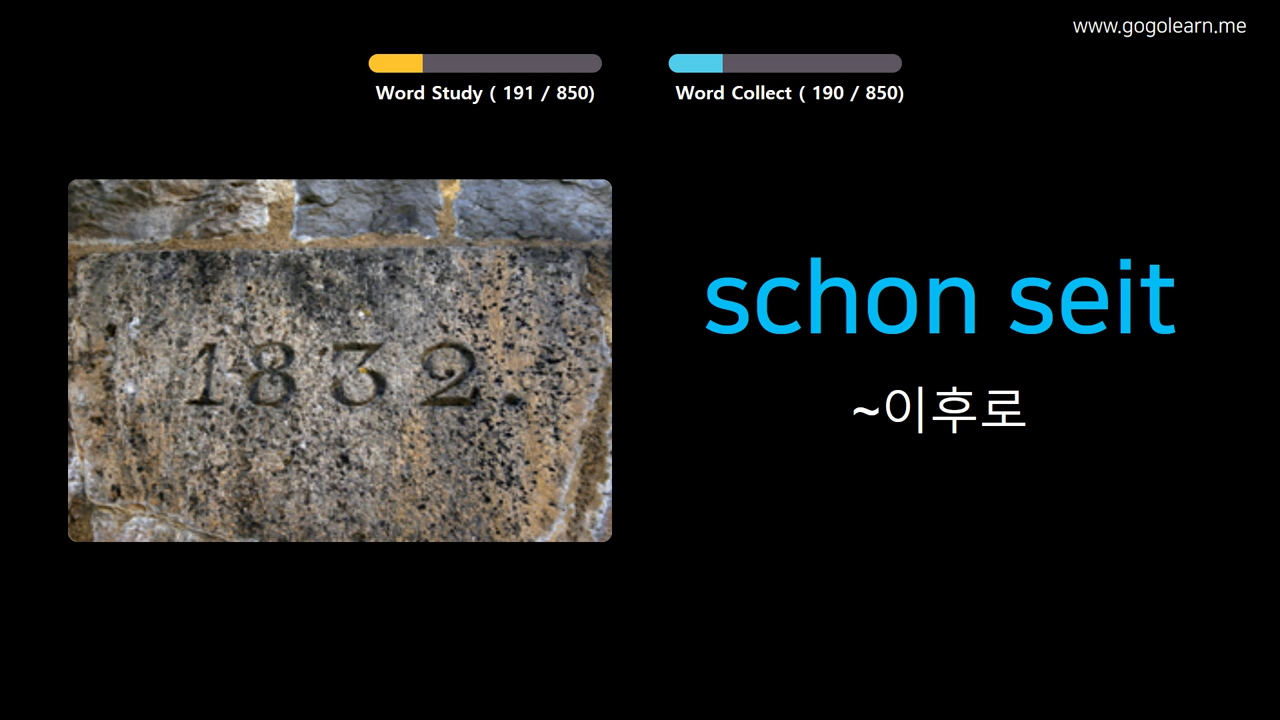 www.gogolearn.me
Word Study ( 191 / 850)
Word Collect ( 190 / 850)
1832.
schon seit
~이후로